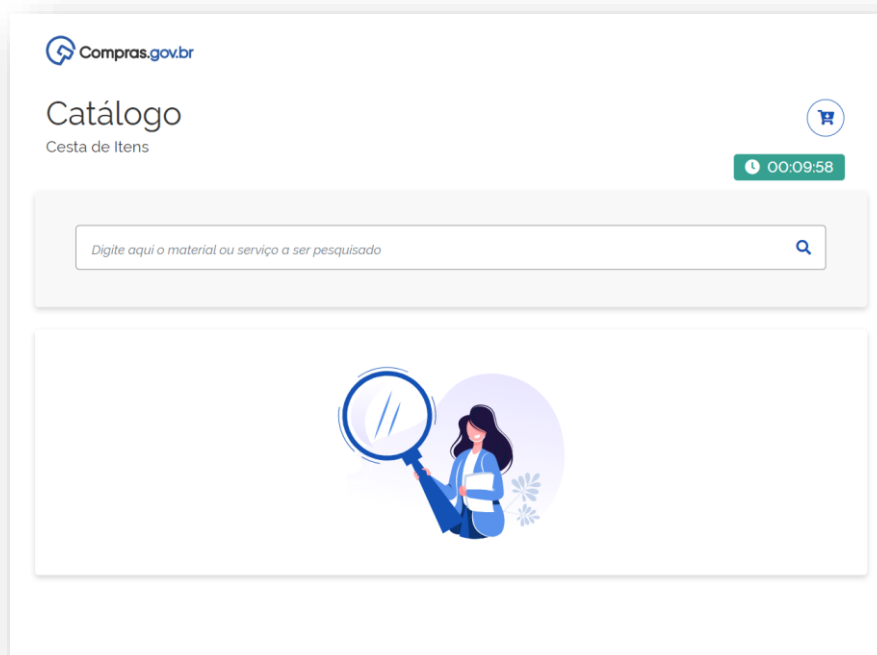 Compras.gov.br
Catálogo
Cesta de Itens
00:09:58
Digite aqui o material ou serviço a ser pesquisado